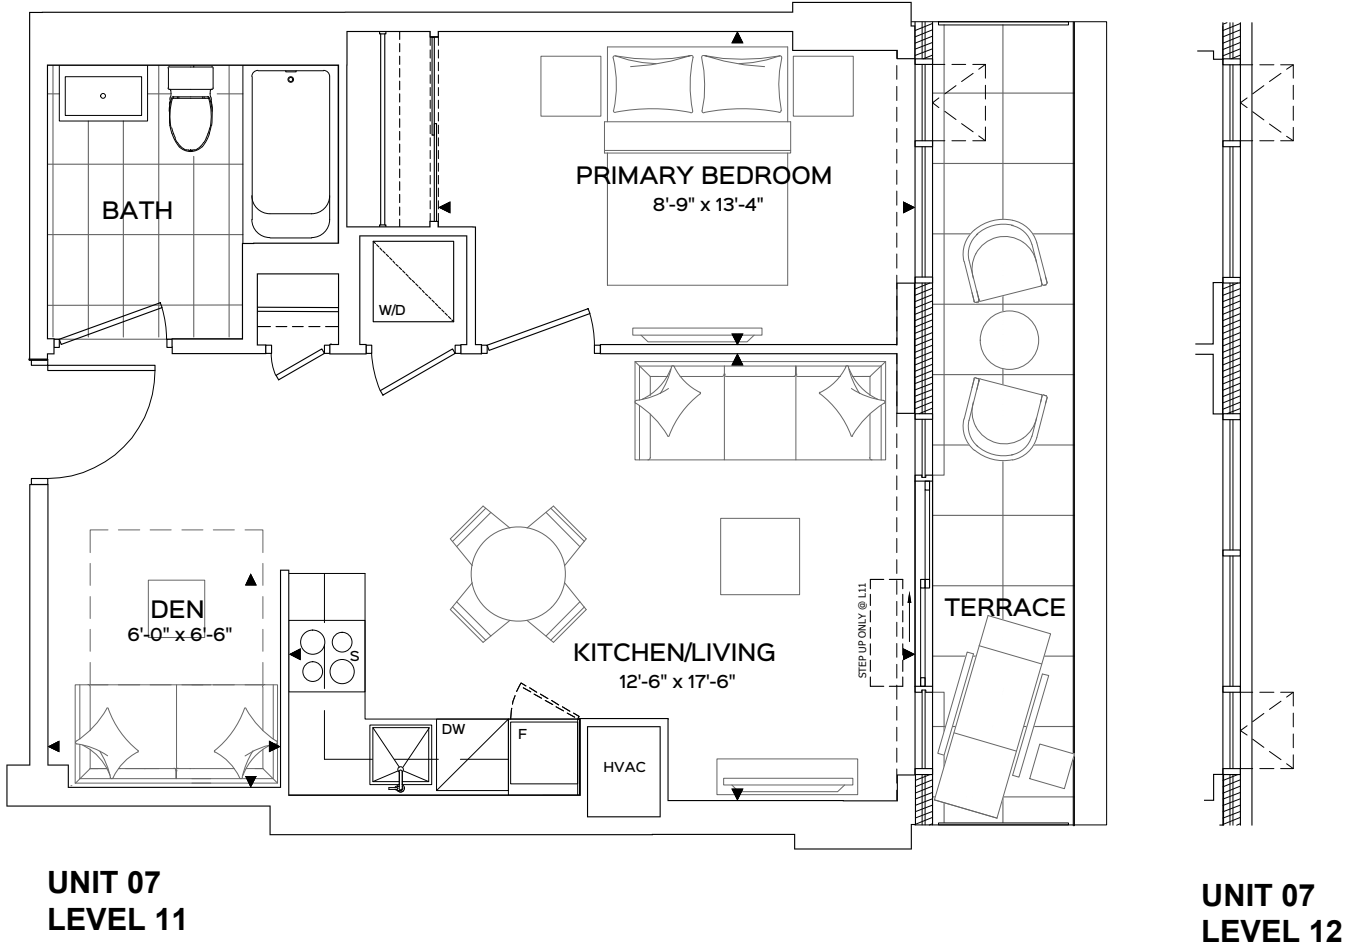 PRIMARY BEDROOM
8'-9" x 13'-4"
BATH
W/D
STEP UP ONLY @ L11
DEN
6'-0" x 6'-6"
TERRACE
S
KITCHEN/LIVING
12'-6" x 17'-6"
DW
F
HVAC
UNIT 07
LEVEL 11
UNIT 07
LEVEL 12